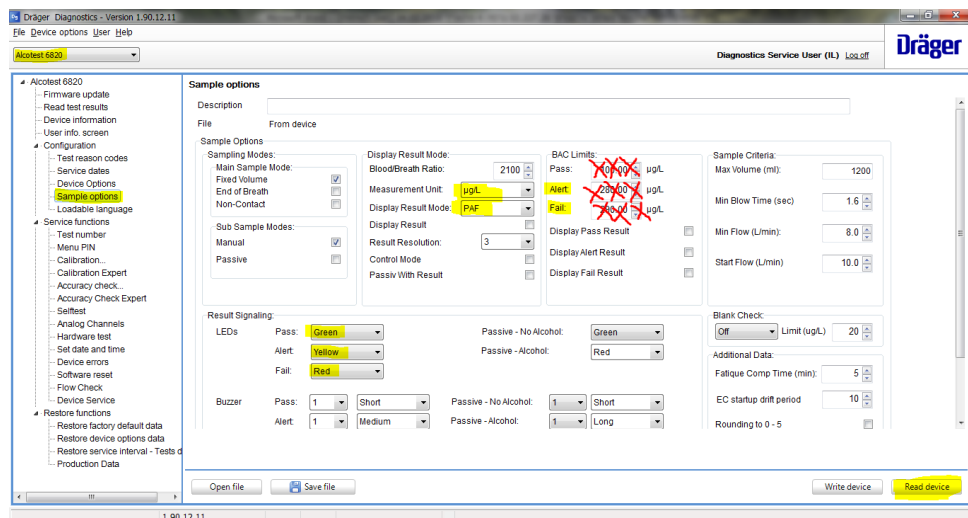 Dräger Diagnostics - Version 1.90.12.11
File Device options User Help
Alcotest 6820
Diagnostics Service User (IL) Log off
Dräger
Alcotest 6820
Firmware update
Read test results
Device information
User info. screen
Configuration
Test reason codes
Service dates
Device Options
Sample options
Loadable language
Service functions
Test number
Menu PIN
Calibration...
Calibration Expert
Accuracy check...
Accuracy Check Expert
Selftest
Analog Channels
Hardware test
Set date and time
Device errors
Software reset
Flow Check
Device Service
Restore functions
Restore factory default data
Restore device options data
Restore service interval - Tests d
Production Data
Sample options
Description
File From device
Sample Options
Sampling Modes:
Main Sample Mode:
Fixed Volume
End of Breath
Non-Contact
Sub Sample Modes:
Manual
Passive
Display Result Mode:
Blood/Breath Ratio: 2100
Measurement Unit: µg/L
Display Result Mode: PAF
Display Result
Result Resolution: 3
Control Mode
Passiv With Result
BAC Limits:
Pass: µg/L
Alert: µg/L
Fail: µg/L
Display Pass Result
Display Alert Result
Display Fail Result
Sample Criteria:
Max Volume (ml): 1200
Min Blow Time (sec) 1.6
Min Flow (L/min): 8.0
Start Flow (L/min) 10.0
Result Signaling:
LEDs Pass: Green Passive - No Alcohol: Green
Alert: Yellow Passive - Alcohol: Red
Fail: Red
Buzzer Pass: 1 Short Passive - No Alcohol: 1 Short
Alert: 1 Medium Passive - Alcohol: 1 Long
Blank Check:
Off Limit (ug/L) 20
Additional Data:
Fatique Comp Time (min): 5
EC startup drift period 10
Rounding to 0 - 5
Open file Save file Write device Read device
1.90.12.11